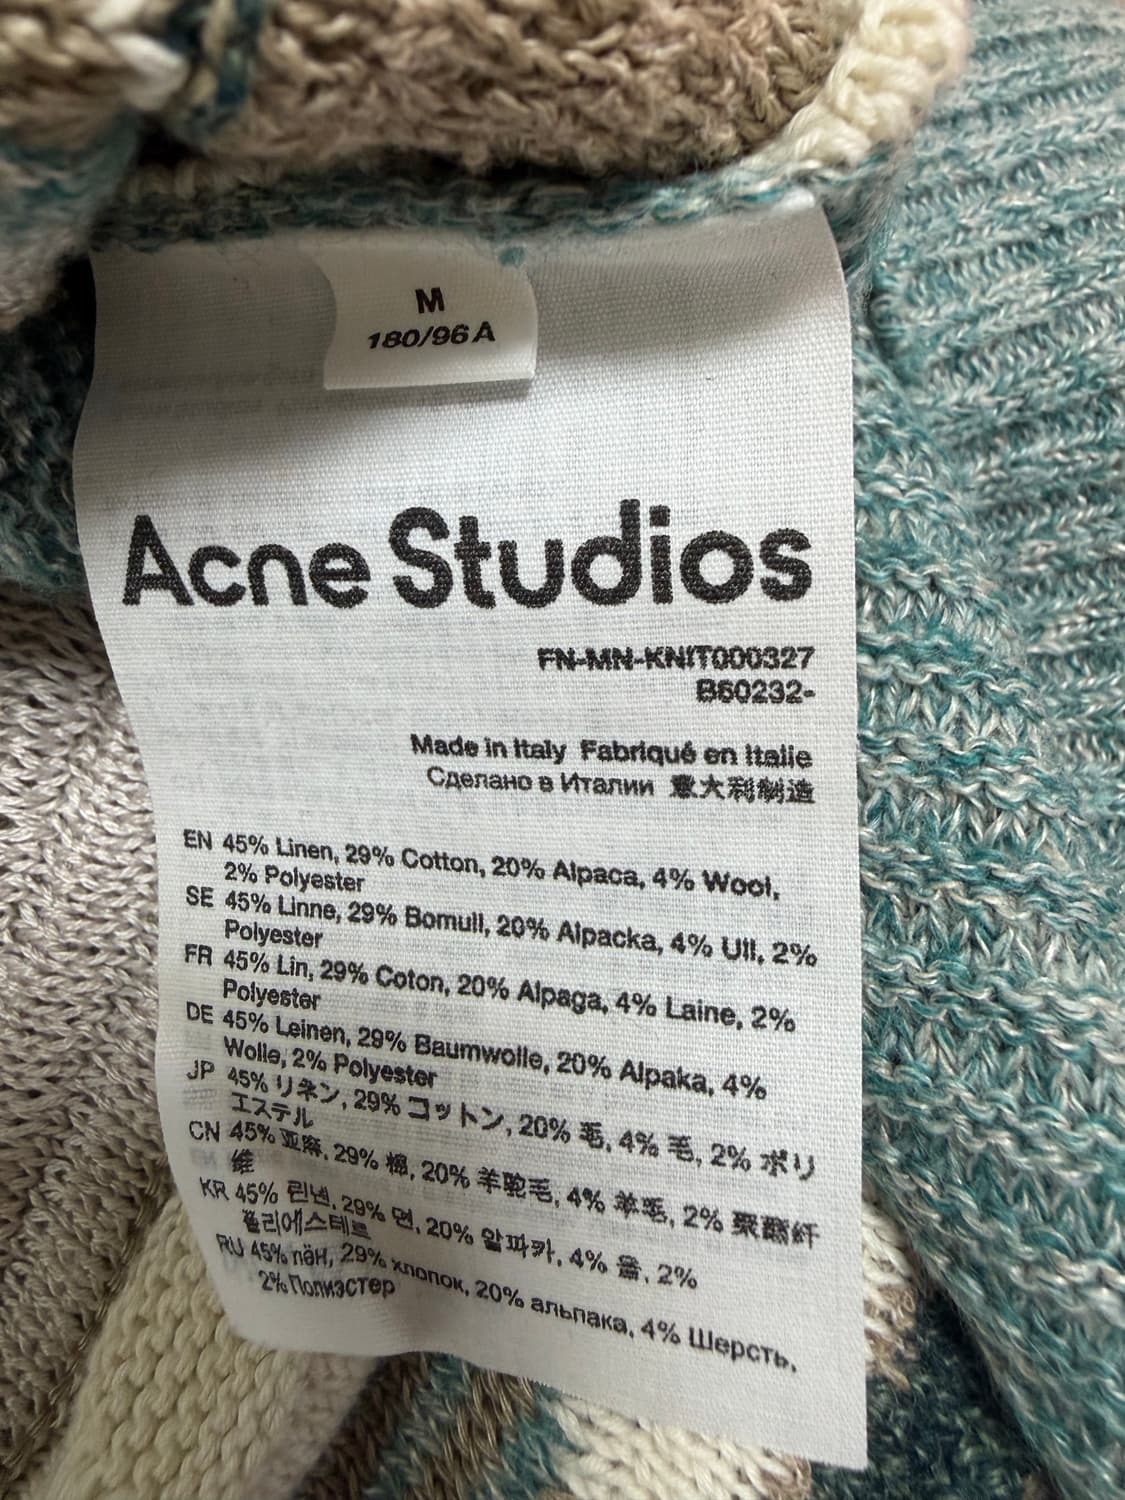 M
180/96 A
Acne Studios
FN-MN-KNIT000327
B60232-
Made in Italy Fabriqué en Italie
Сделано в Италии 意大利制造
EN 45% Linen, 29% Cotton, 20% Alpaca, 4% Wool,
2% Polyester
SE 45% Linne, 29% Bomull, 20% Alpacka, 4% Ull, 2%
Polyester
FR 45% Lin, 29% Coton, 20% Alpaga, 4% Laine, 2%
Polyester
DE 45% Leinen, 29% Baumwolle, 20% Alpaka, 4%
Wolle, 2% Polyester
JP 45% リネン, 29% コットン, 20% 毛, 4% 毛, 2% ポリ
エステル
CN 45% 亚麻, 29% 棉, 20% 羊驼毛, 4% 羊毛, 2% 聚酯纤
维
KR 45% 린넨, 29% 면, 20% 알파카, 4% 울, 2%
폴리에스테르
RU 45% лён, 29% хлопок, 20% альпака, 4% Шерсть,
2% Полиэстер